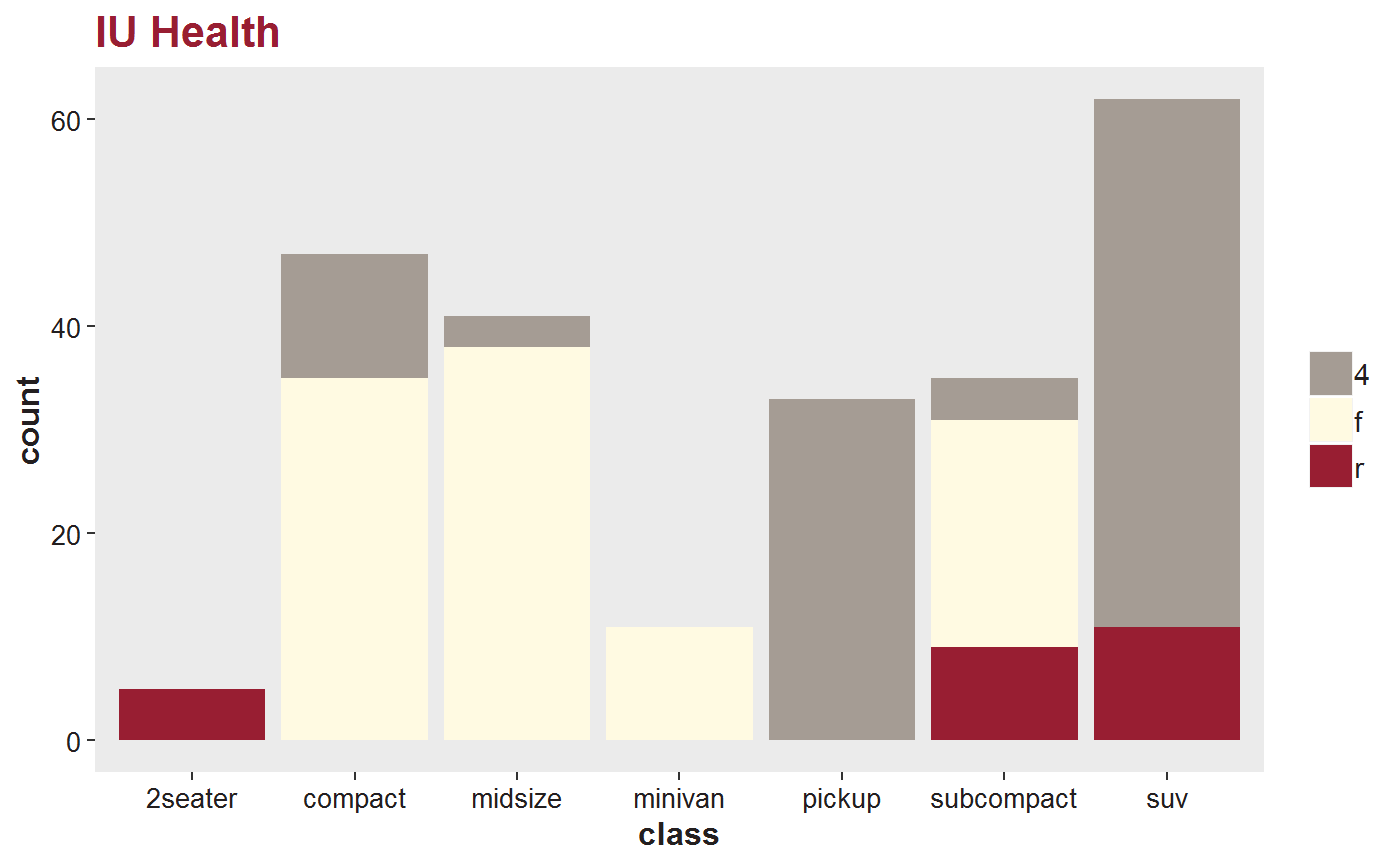 IU Health
60
40
20
0
count
2seater compact midsize minivan pickup subcompact suv
class
4
f
r